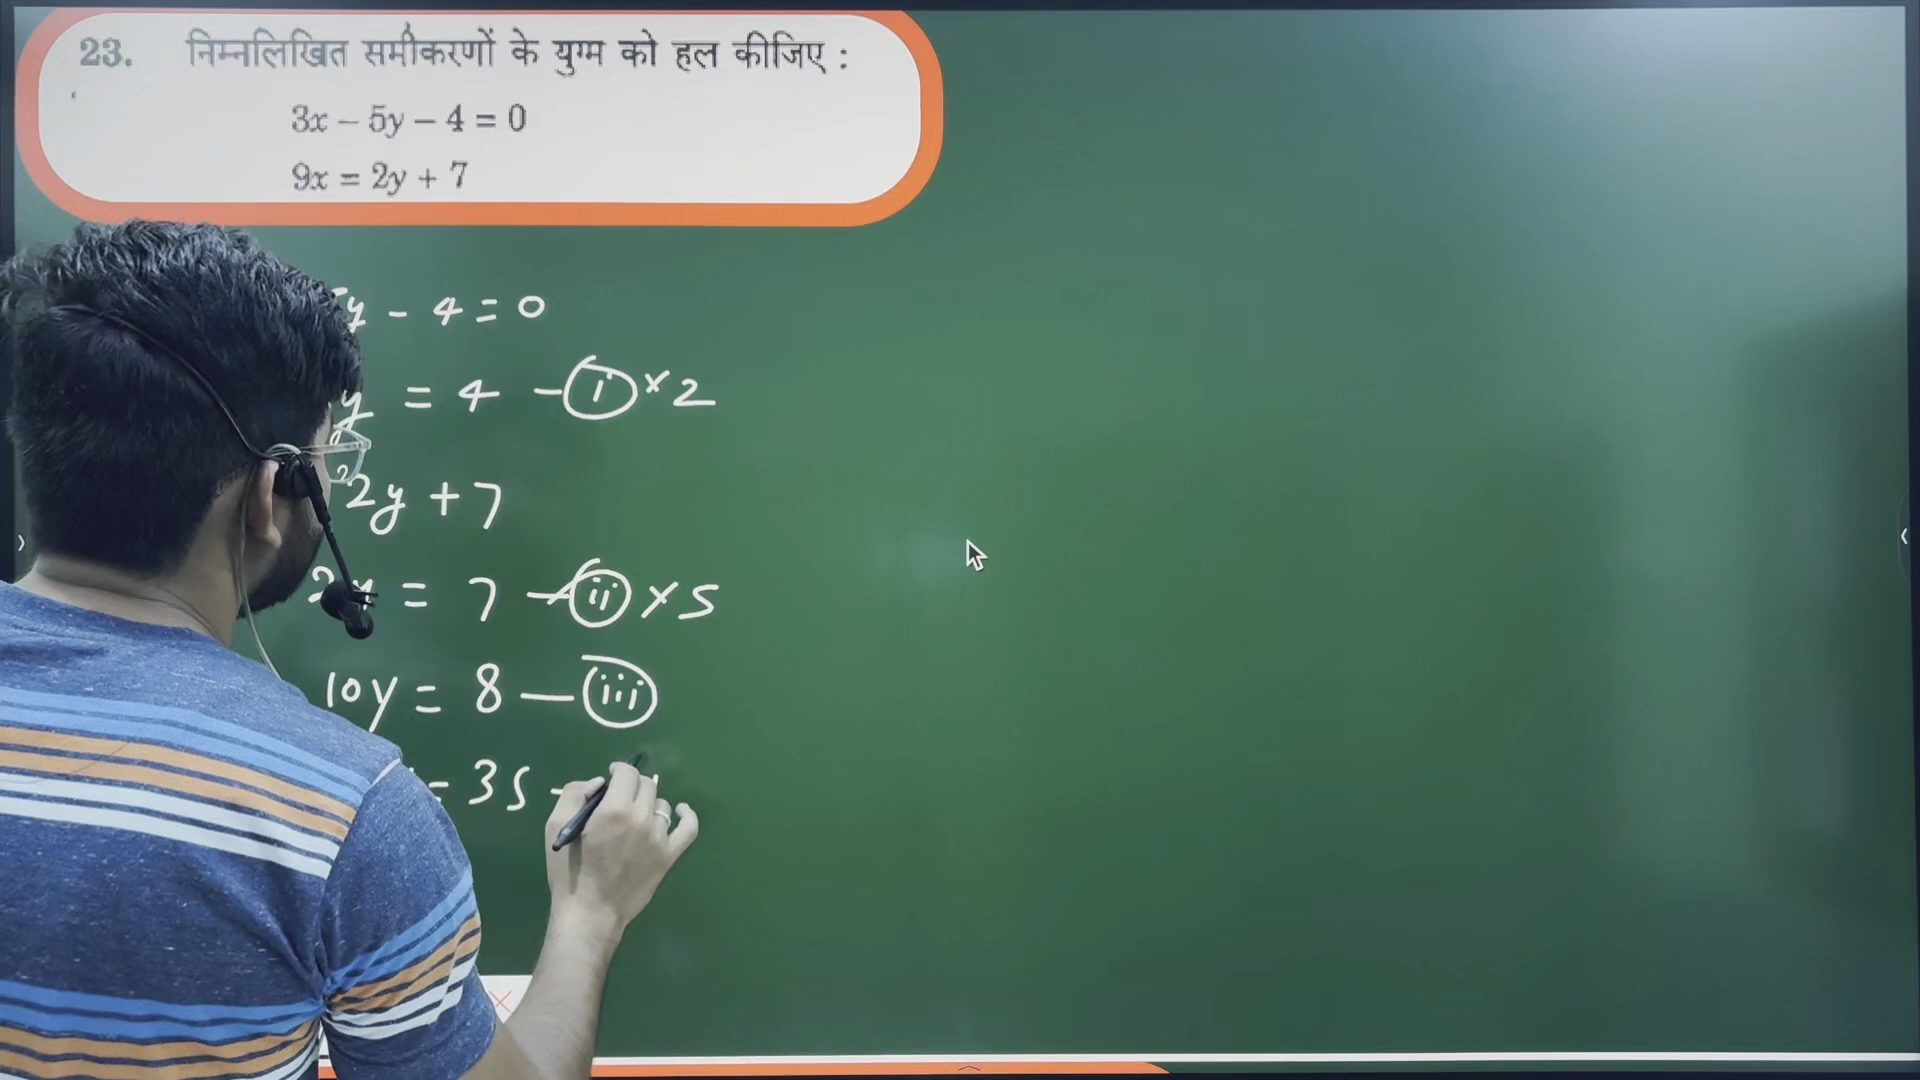 23. निम्नलिखित समीकरणों के युग्म को हल कीजिए :
3x – 5y – 4 = 0
9x = 2y + 7
y - 4 = 0
y = 4 - (i) × 2
2y + 7
2y = 7 - (ii) × 5
10y = 8 — (iii)
= 35 -